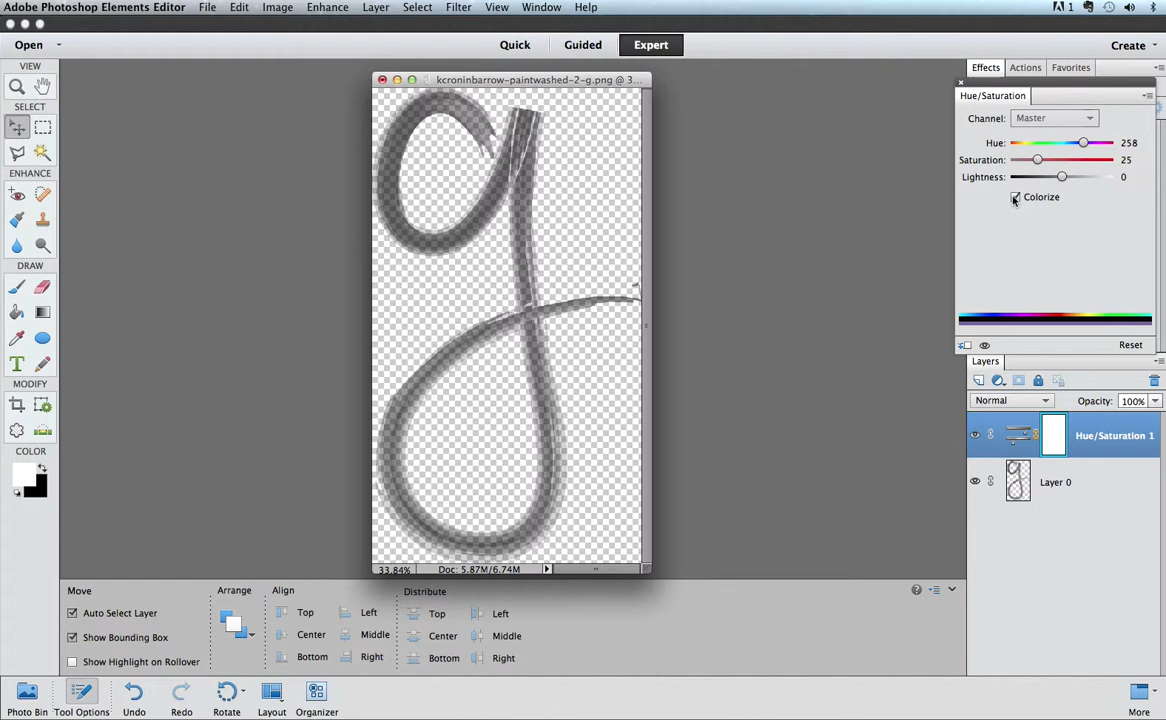 Adobe Photoshop Elements Editor File Edit Image Enhance Layer Select Filter View Window Help 1
Open Quick Guided Expert Create
VIEW
SELECT
ENHANCE
DRAW
MODIFY
COLOR
kcroninbarrow-paintwashed-2-g.png @ 3...
33.84% Doc: 5.87M/6.74M
Effects Actions Favorites
Hue/Saturation
Channel: Master
Hue: 258
Saturation: 25
Lightness: 0
Colorize
Reset
Layers
Normal Opacity: 100%
Hue/Saturation 1
Layer 0
Move Arrange Align Distribute
Auto Select Layer Top Left Top Left
Show Bounding Box Center Middle Center Middle
Show Highlight on Rollover Bottom Right Bottom Right
Photo Bin Tool Options Undo Redo Rotate Layout Organizer More